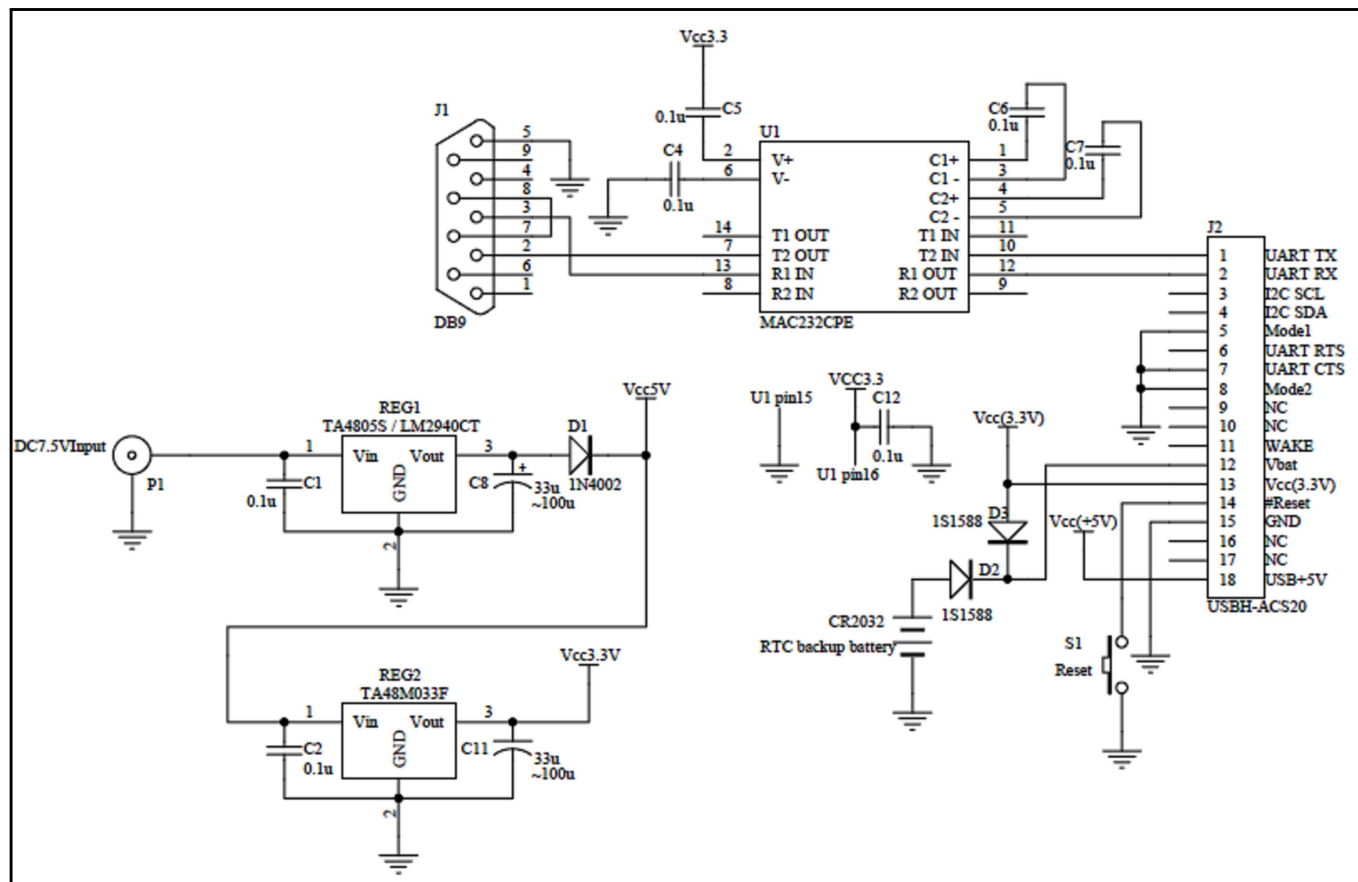 Vcc3.3
J1
5
9
4
8
3
7
2
6
1
DB9
C5
0.1u
C4
0.1u
U1
2
V+
6
V-
14
T1 OUT
7
T2 OUT
13
R1 IN
8
R2 IN
C1+
1
C1 -
3
C2+
4
C2 -
5
T1 IN
11
T2 IN
10
R1 OUT
12
R2 OUT
9
MAC232CPE
C6
0.1u
C7
0.1u
J2
1 UART TX
2 UART RX
3 I2C SCL
4 I2C SDA
5 Mode1
6 UART RTS
7 UART CTS
8 Mode2
9 NC
10 NC
11 WAKE
12 Vbat
13 Vcc(3.3V)
14 #Reset
15 GND
16 NC
17 NC
18 USB+5V
USBH-ACS20
DC7.5VInput
P1
REG1
TA4805S / LM2940CT
1
Vin
Vout
3
GND
2
C1
0.1u
C8
+
33u
~100u
D1
1N4002
Vcc5V
U1 pin15
VCC3.3
C12
0.1u
U1 pin16
Vcc(3.3V)
D3
1S1588
D2
1S1588
Vcc(+5V)
CR2032
RTC backup battery
S1
Reset
REG2
TA48M033F
1
Vin
Vout
3
GND
2
C2
0.1u
C11
33u
~100u
Vcc3.3V